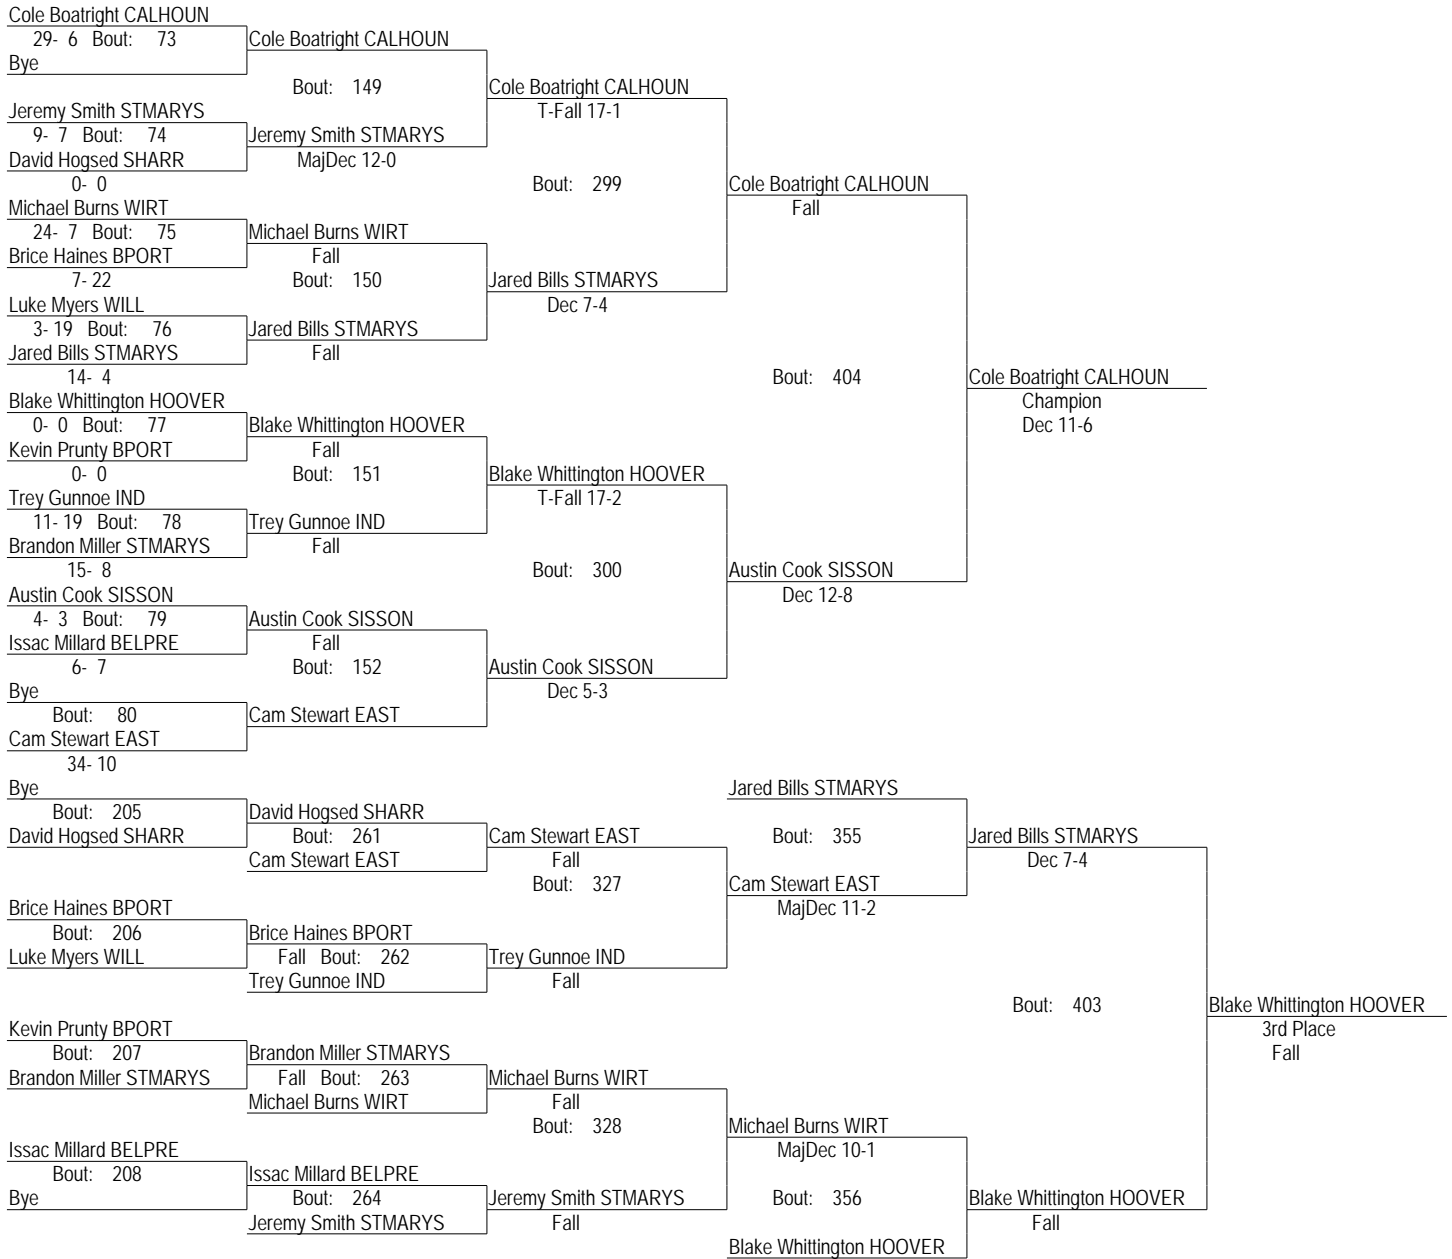 Cole Boatright CALHOUN
29- 6 Bout: 73
Bye
Cole Boatright CALHOUN
Bout: 149
Jeremy Smith STMARYS
9- 7 Bout: 74
David Hogsed SHARR
0- 0
Jeremy Smith STMARYS
MajDec 12-0
Cole Boatright CALHOUN
T-Fall 17-1
Bout: 299
Michael Burns WIRT
24- 7 Bout: 75
Brice Haines BPORT
7- 22
Michael Burns WIRT
Fall
Bout: 150
Luke Myers WILL
3- 19 Bout: 76
Jared Bills STMARYS
14- 4
Jared Bills STMARYS
Fall
Jared Bills STMARYS
Dec 7-4
Cole Boatright CALHOUN
Fall
Bout: 404
Blake Whittington HOOVER
0- 0 Bout: 77
Kevin Prunty BPORT
0- 0
Blake Whittington HOOVER
Fall
Bout: 151
Trey Gunnoe IND
11- 19 Bout: 78
Brandon Miller STMARYS
15- 8
Trey Gunnoe IND
Fall
Blake Whittington HOOVER
T-Fall 17-2
Bout: 300
Austin Cook SISSON
4- 3 Bout: 79
Issac Millard BELPRE
6- 7
Austin Cook SISSON
Fall
Bout: 152
Bye
Bout: 80
Cam Stewart EAST
34- 10
Cam Stewart EAST
Austin Cook SISSON
Dec 5-3
Austin Cook SISSON
Dec 12-8
Cole Boatright CALHOUN
Champion
Dec 11-6
Bye
Bout: 205
David Hogsed SHARR
David Hogsed SHARR
Bout: 261
Cam Stewart EAST
Cam Stewart EAST
Fall
Bout: 327
Brice Haines BPORT
Bout: 206
Luke Myers WILL
Brice Haines BPORT
Fall Bout: 262
Trey Gunnoe IND
Trey Gunnoe IND
Fall
Jared Bills STMARYS
Bout: 355
Cam Stewart EAST
MajDec 11-2
Jared Bills STMARYS
Dec 7-4
Bout: 403
Kevin Prunty BPORT
Bout: 207
Brandon Miller STMARYS
Brandon Miller STMARYS
Fall Bout: 263
Michael Burns WIRT
Michael Burns WIRT
Fall
Bout: 328
Issac Millard BELPRE
Bout: 208
Bye
Issac Millard BELPRE
Bout: 264
Jeremy Smith STMARYS
Jeremy Smith STMARYS
Fall
Michael Burns WIRT
MajDec 10-1
Bout: 356
Blake Whittington HOOVER
Blake Whittington HOOVER
Fall
Blake Whittington HOOVER
3rd Place
Fall